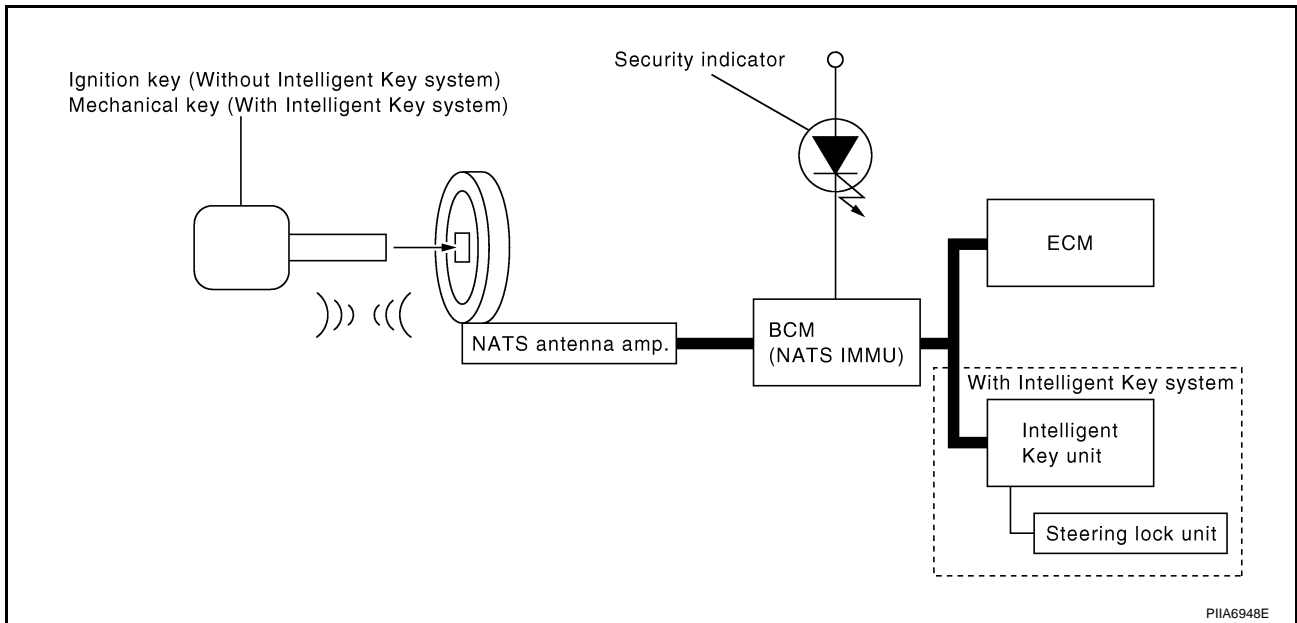 Ignition key (Without Intelligent Key system)
Mechanical key (With Intelligent Key system)
Security indicator
ECM
NATS antenna amp.
BCM
(NATS IMMU)
With Intelligent Key system
Intelligent
Key unit
Steering lock unit
PIIA6948E